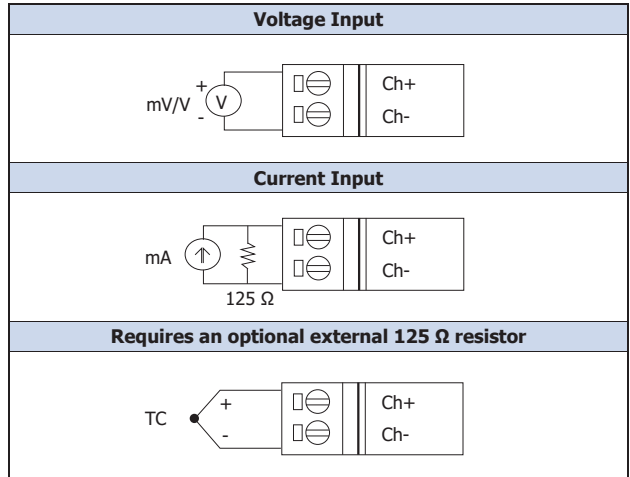 Voltage Input
mV/V + - V Ch+
Ch-
Current Input
mA Ch+
Ch-
125 Ω
Requires an optional external 125 Ω resistor
TC + - Ch+
Ch-